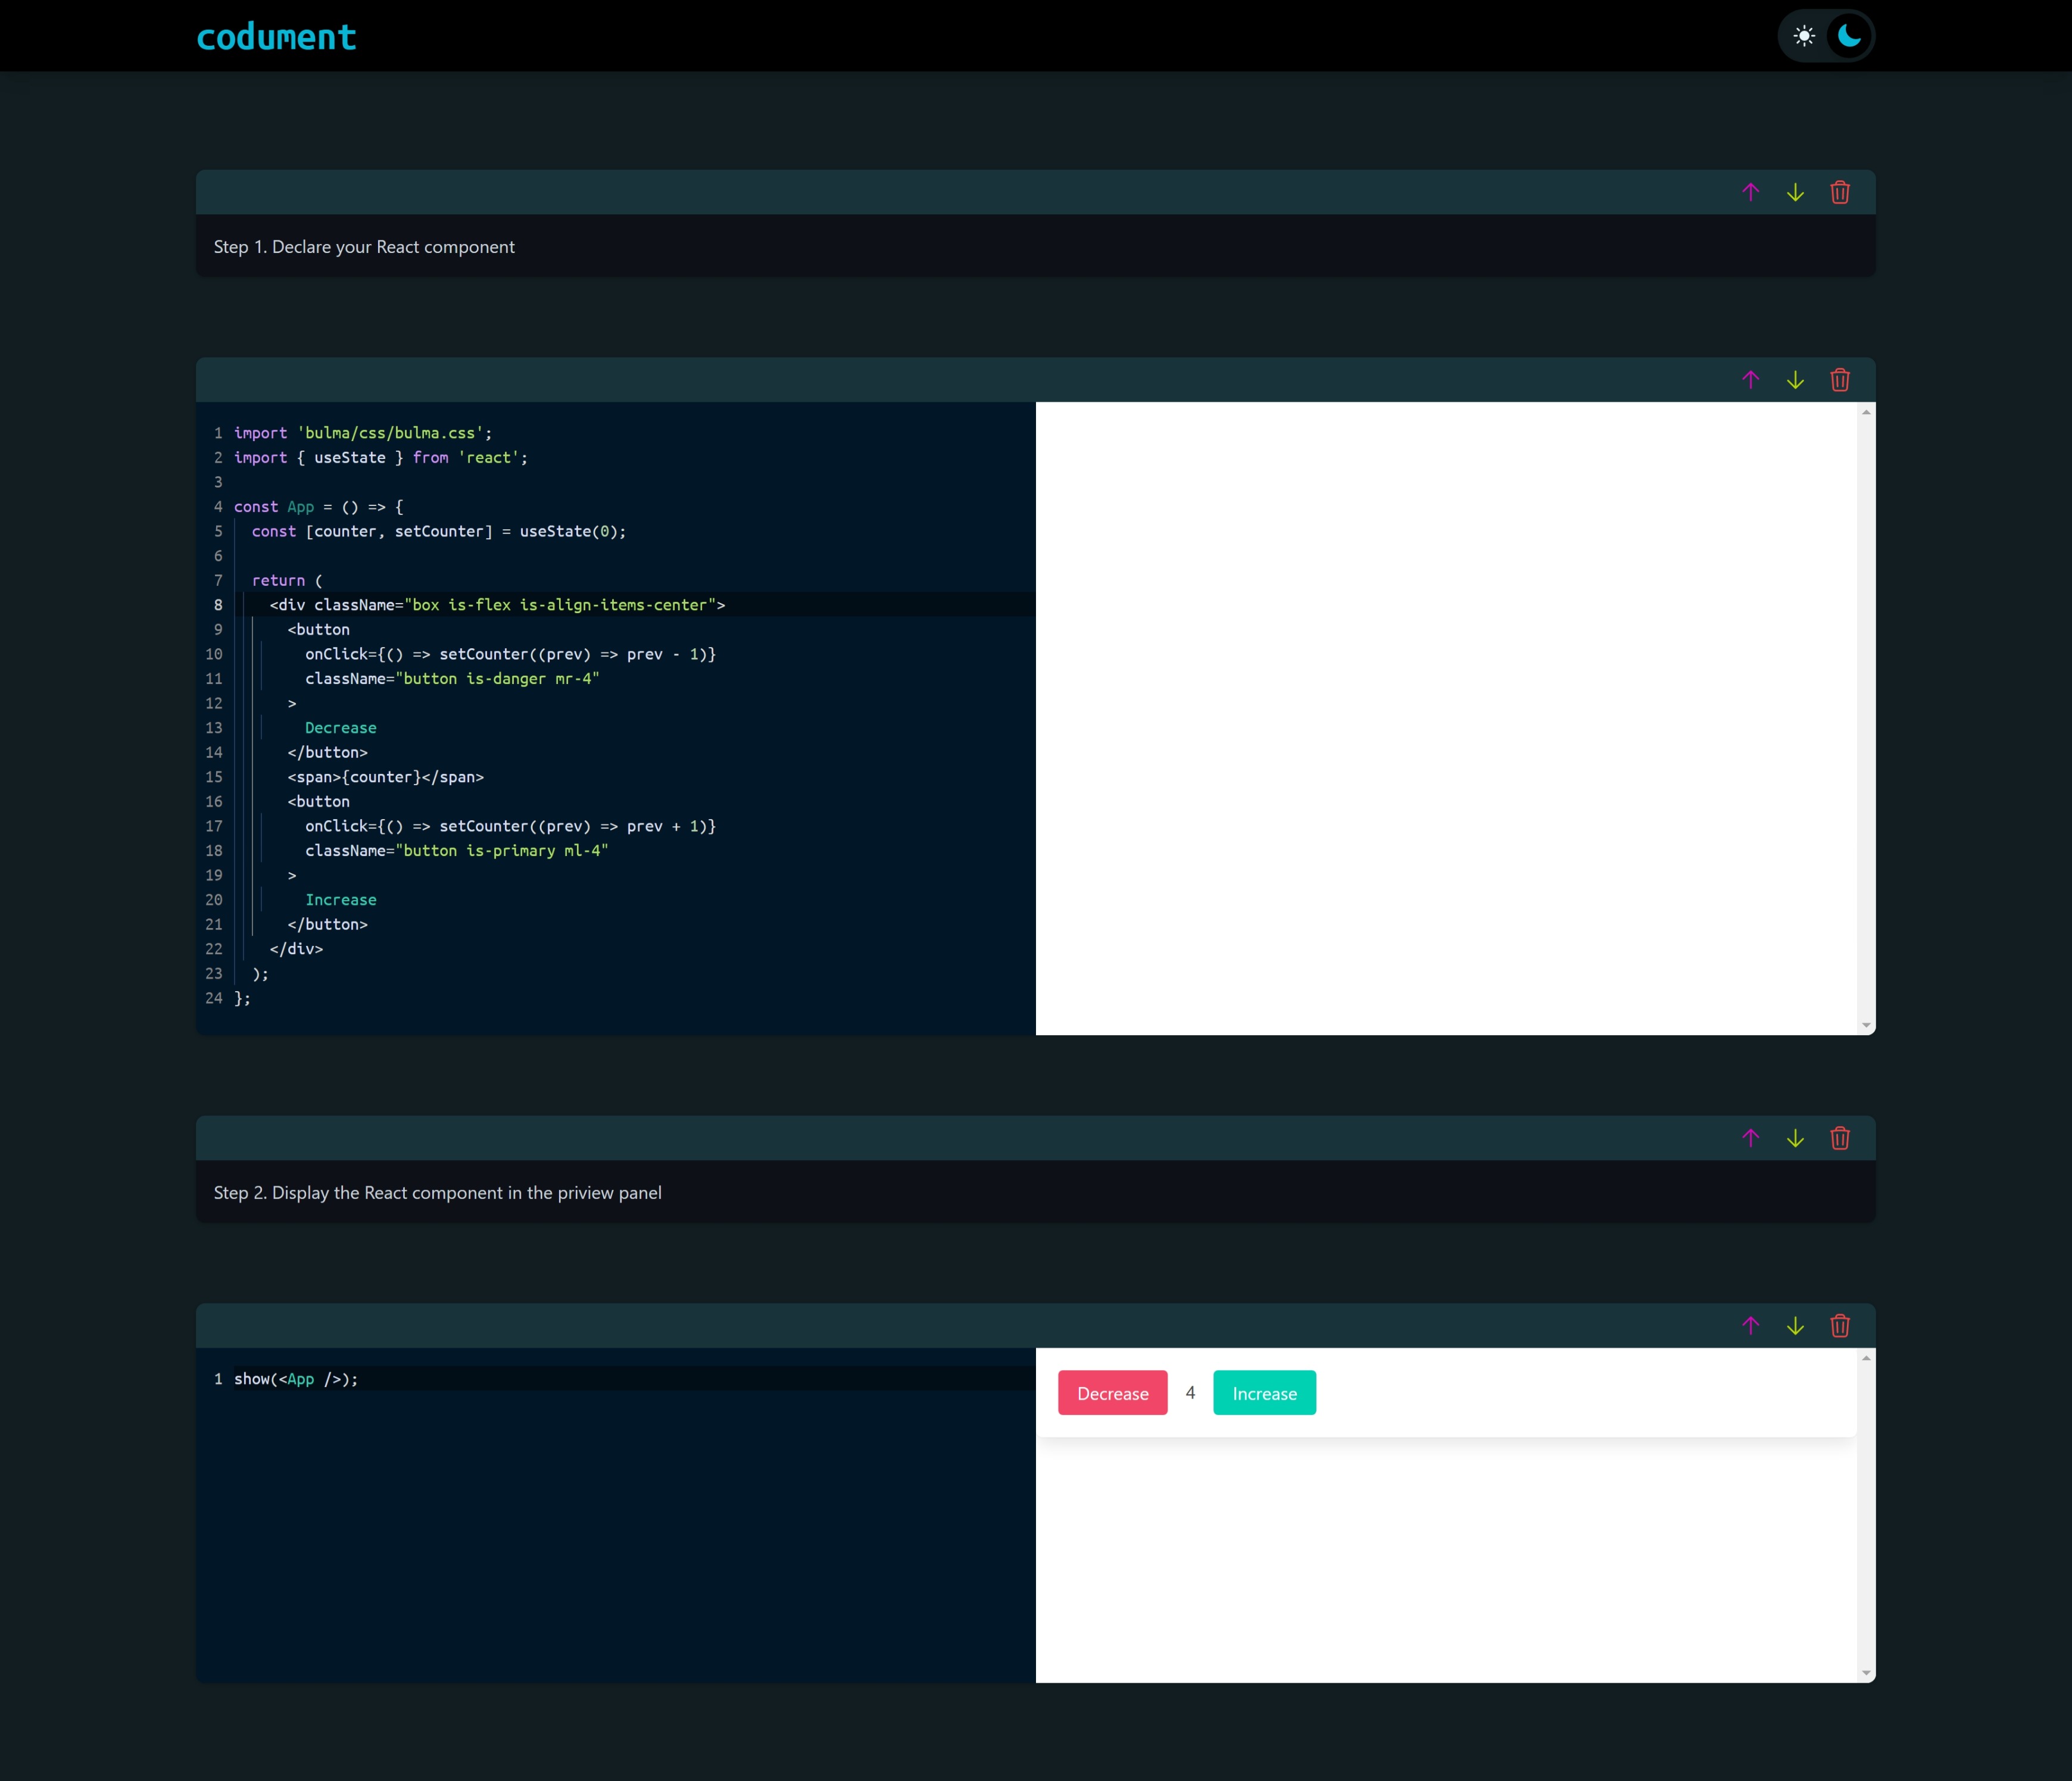 codument
Step 1. Declare your React component
1 import 'bulma/css/bulma.css';
2 import { useState } from 'react';
3
4 const App = () => {
5   const [counter, setCounter] = useState(0);
6
7   return (
8     <div className="box is-flex is-align-items-center">
9       <button
10         onClick={() => setCounter((prev) => prev - 1)}
11         className="button is-danger mr-4"
12       >
13         Decrease
14       </button>
15       <span>{counter}</span>
16       <button
17         onClick={() => setCounter((prev) => prev + 1)}
18         className="button is-primary ml-4"
19       >
20         Increase
21       </button>
22     </div>
23   );
24 };
Step 2. Display the React component in the priview panel
1 show(<App />);
Decrease 4 Increase